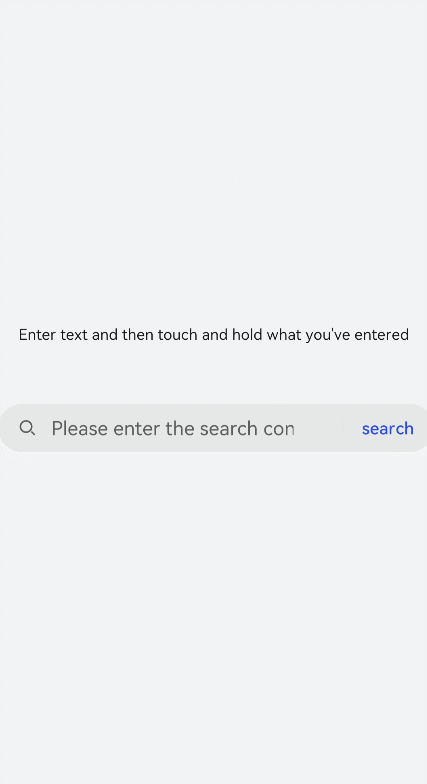 Enter text and then touch and hold what you've entered
Please enter the search con
search